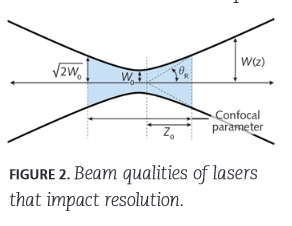 √2W₀
W₀
θR
W(z)
Z₀
Confocal
parameter
FIGURE 2. Beam qualities of lasers
that impact resolution.